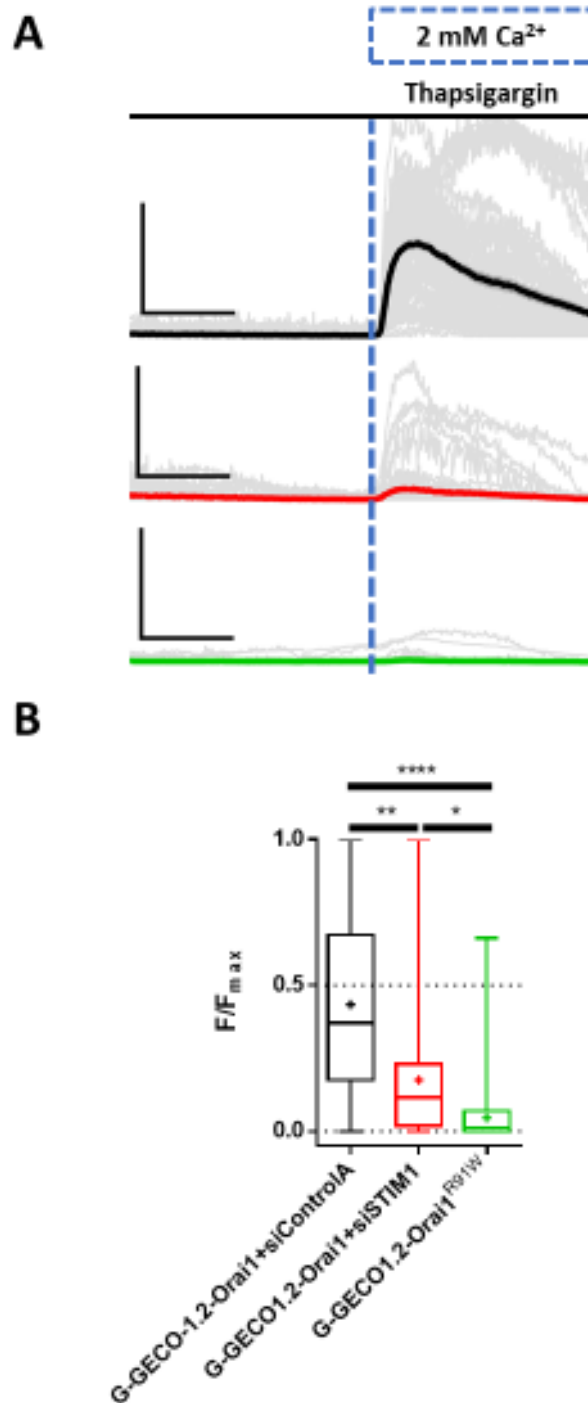 A
2 mM Ca²⁺
Thapsigargin
B
****
** *
1.0
0.5
0.0
F/Fmax
G-GECO-1.2-Orai1+siControlA
G-GECO1.2-Orai1+siSTIM1
G-GECO1.2-Orai1R91W